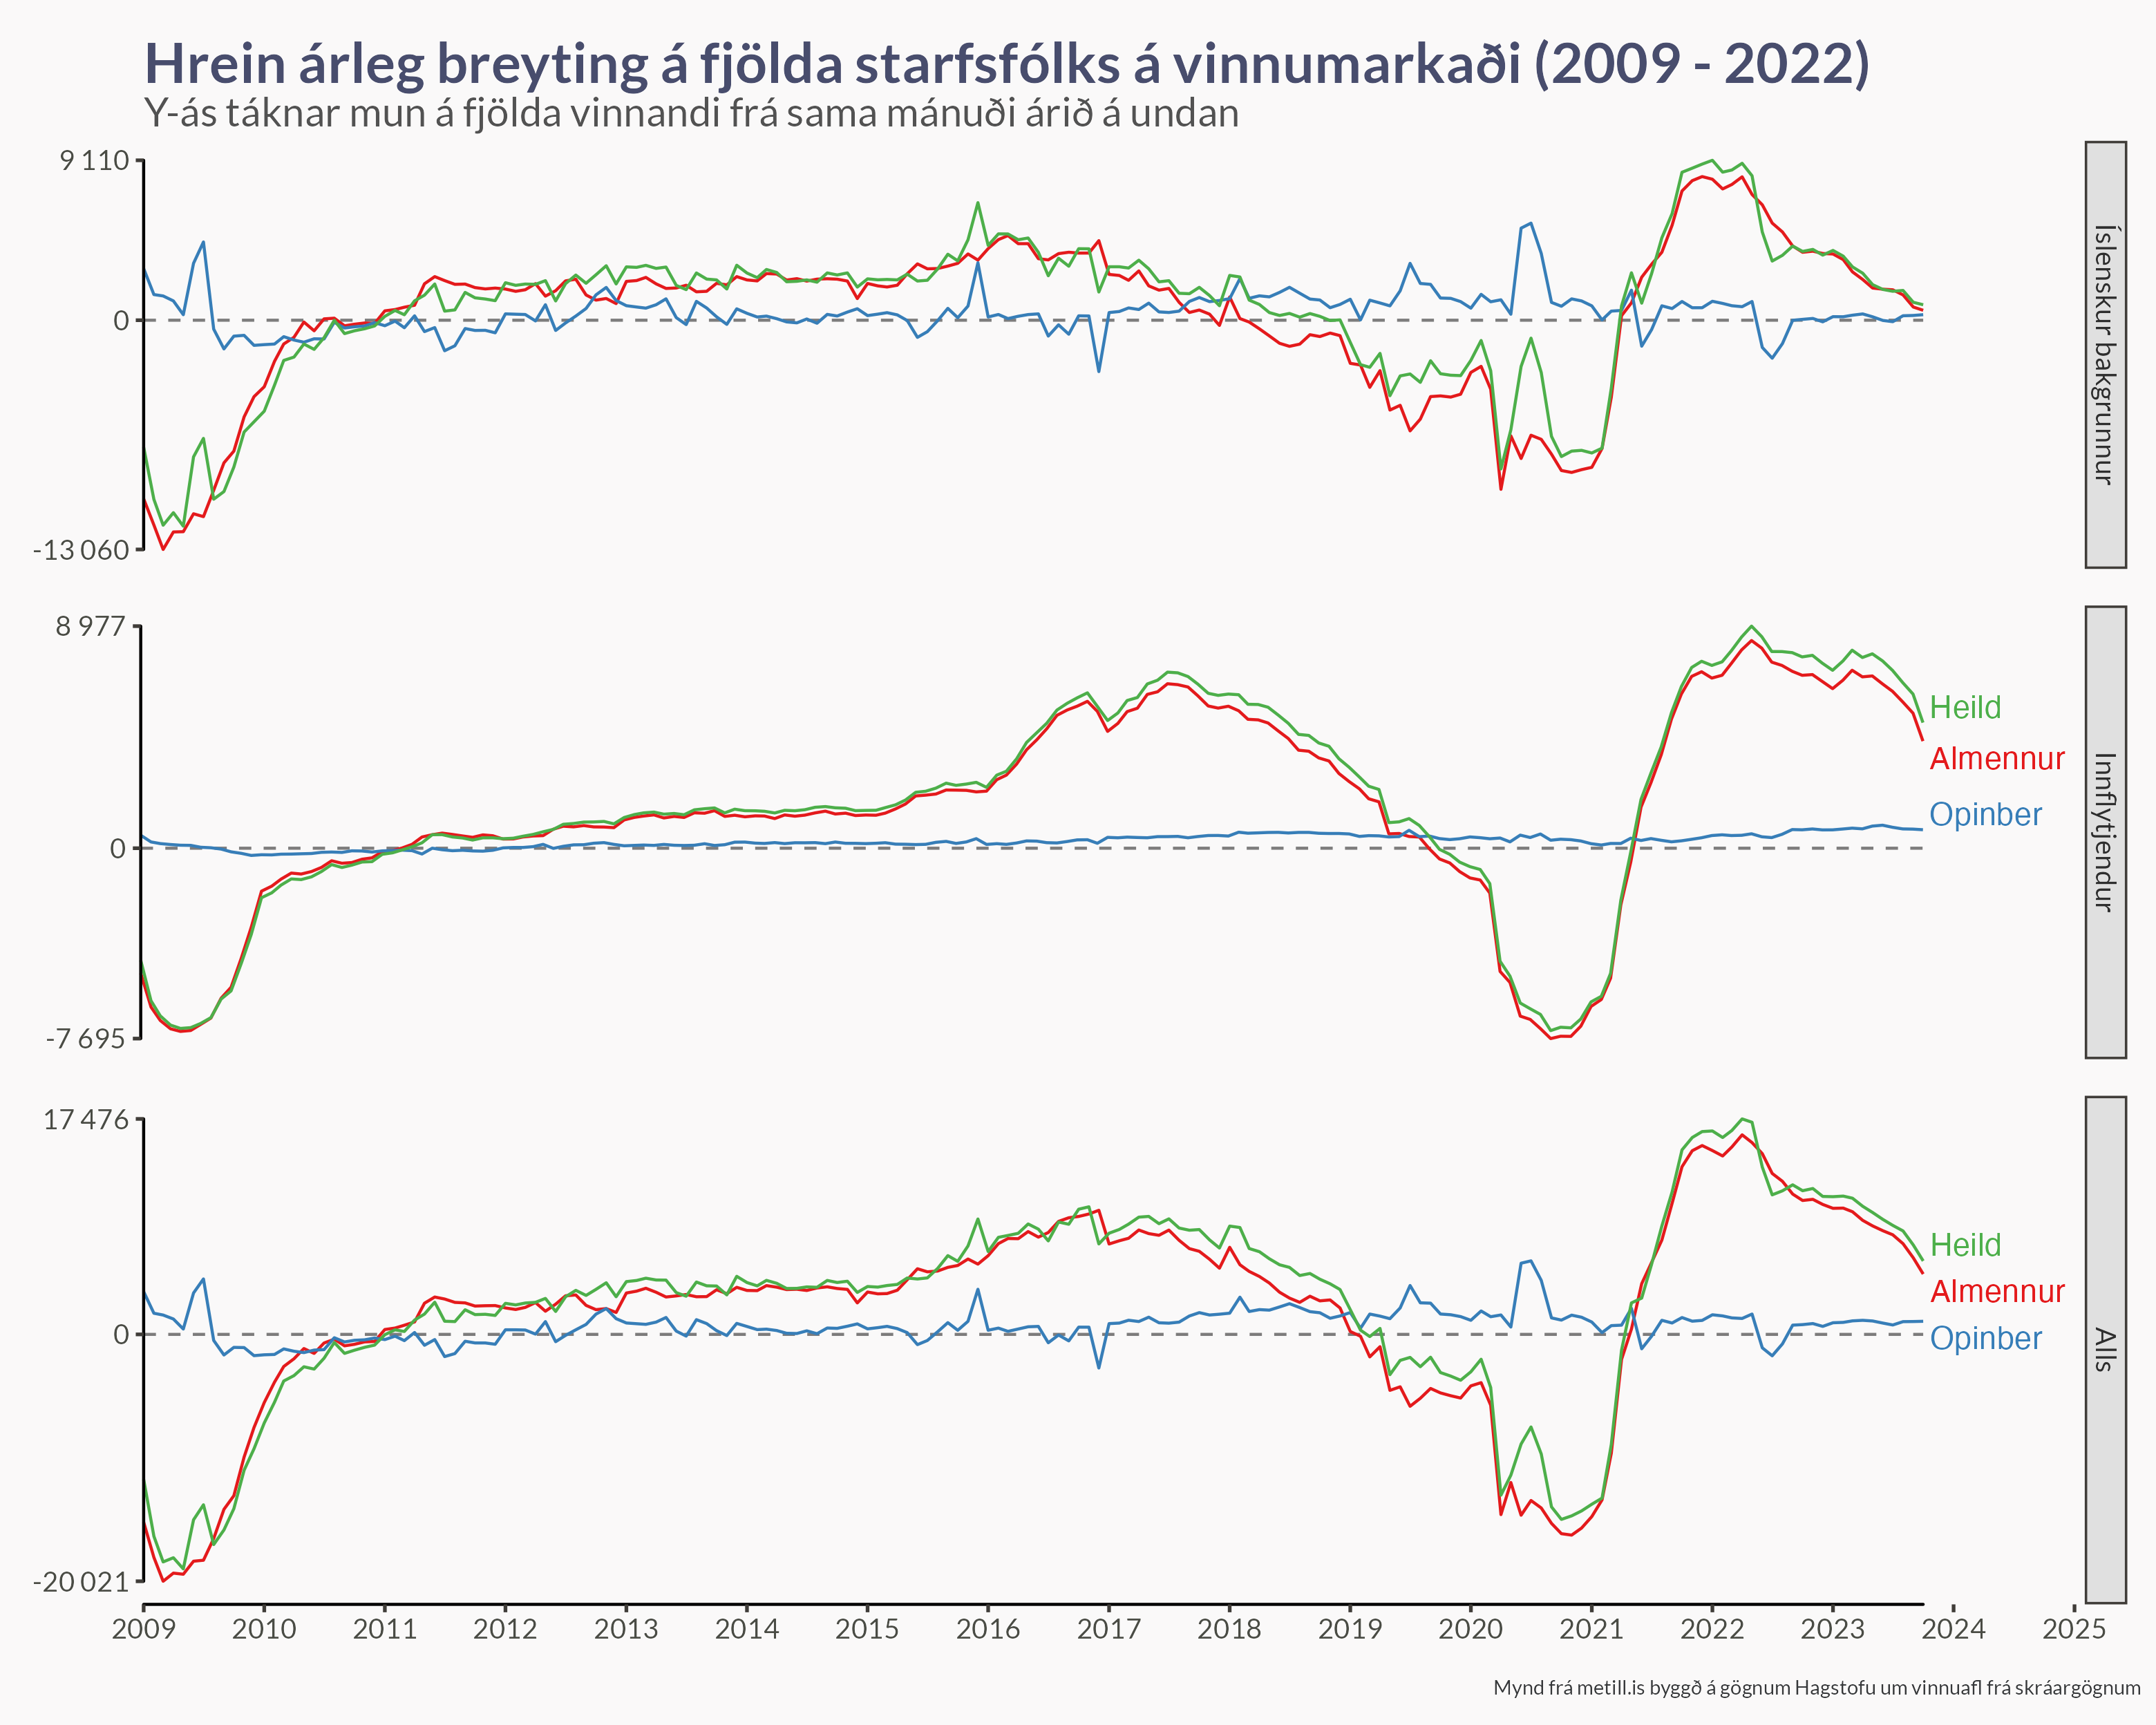 Hrein árleg breyting á fjölda starfsfólks á vinnumarkaði (2009 - 2022)
Y-ás táknar mun á fjölda vinnandi frá sama mánuði árið á undan
9 110
0
-13 060
Íslenskur bakgrunnur
8 977
0
-7 695
Heild
Almennur
Opinber
Innflytjendur
17 476
0
-20 021
Heild
Almennur
Opinber
Alls
2009 2010 2011 2012 2013 2014 2015 2016 2017 2018 2019 2020 2021 2022 2023 2024 2025
Mynd frá metill.is byggð á gögnum Hagstofu um vinnuafl frá skráargögnum